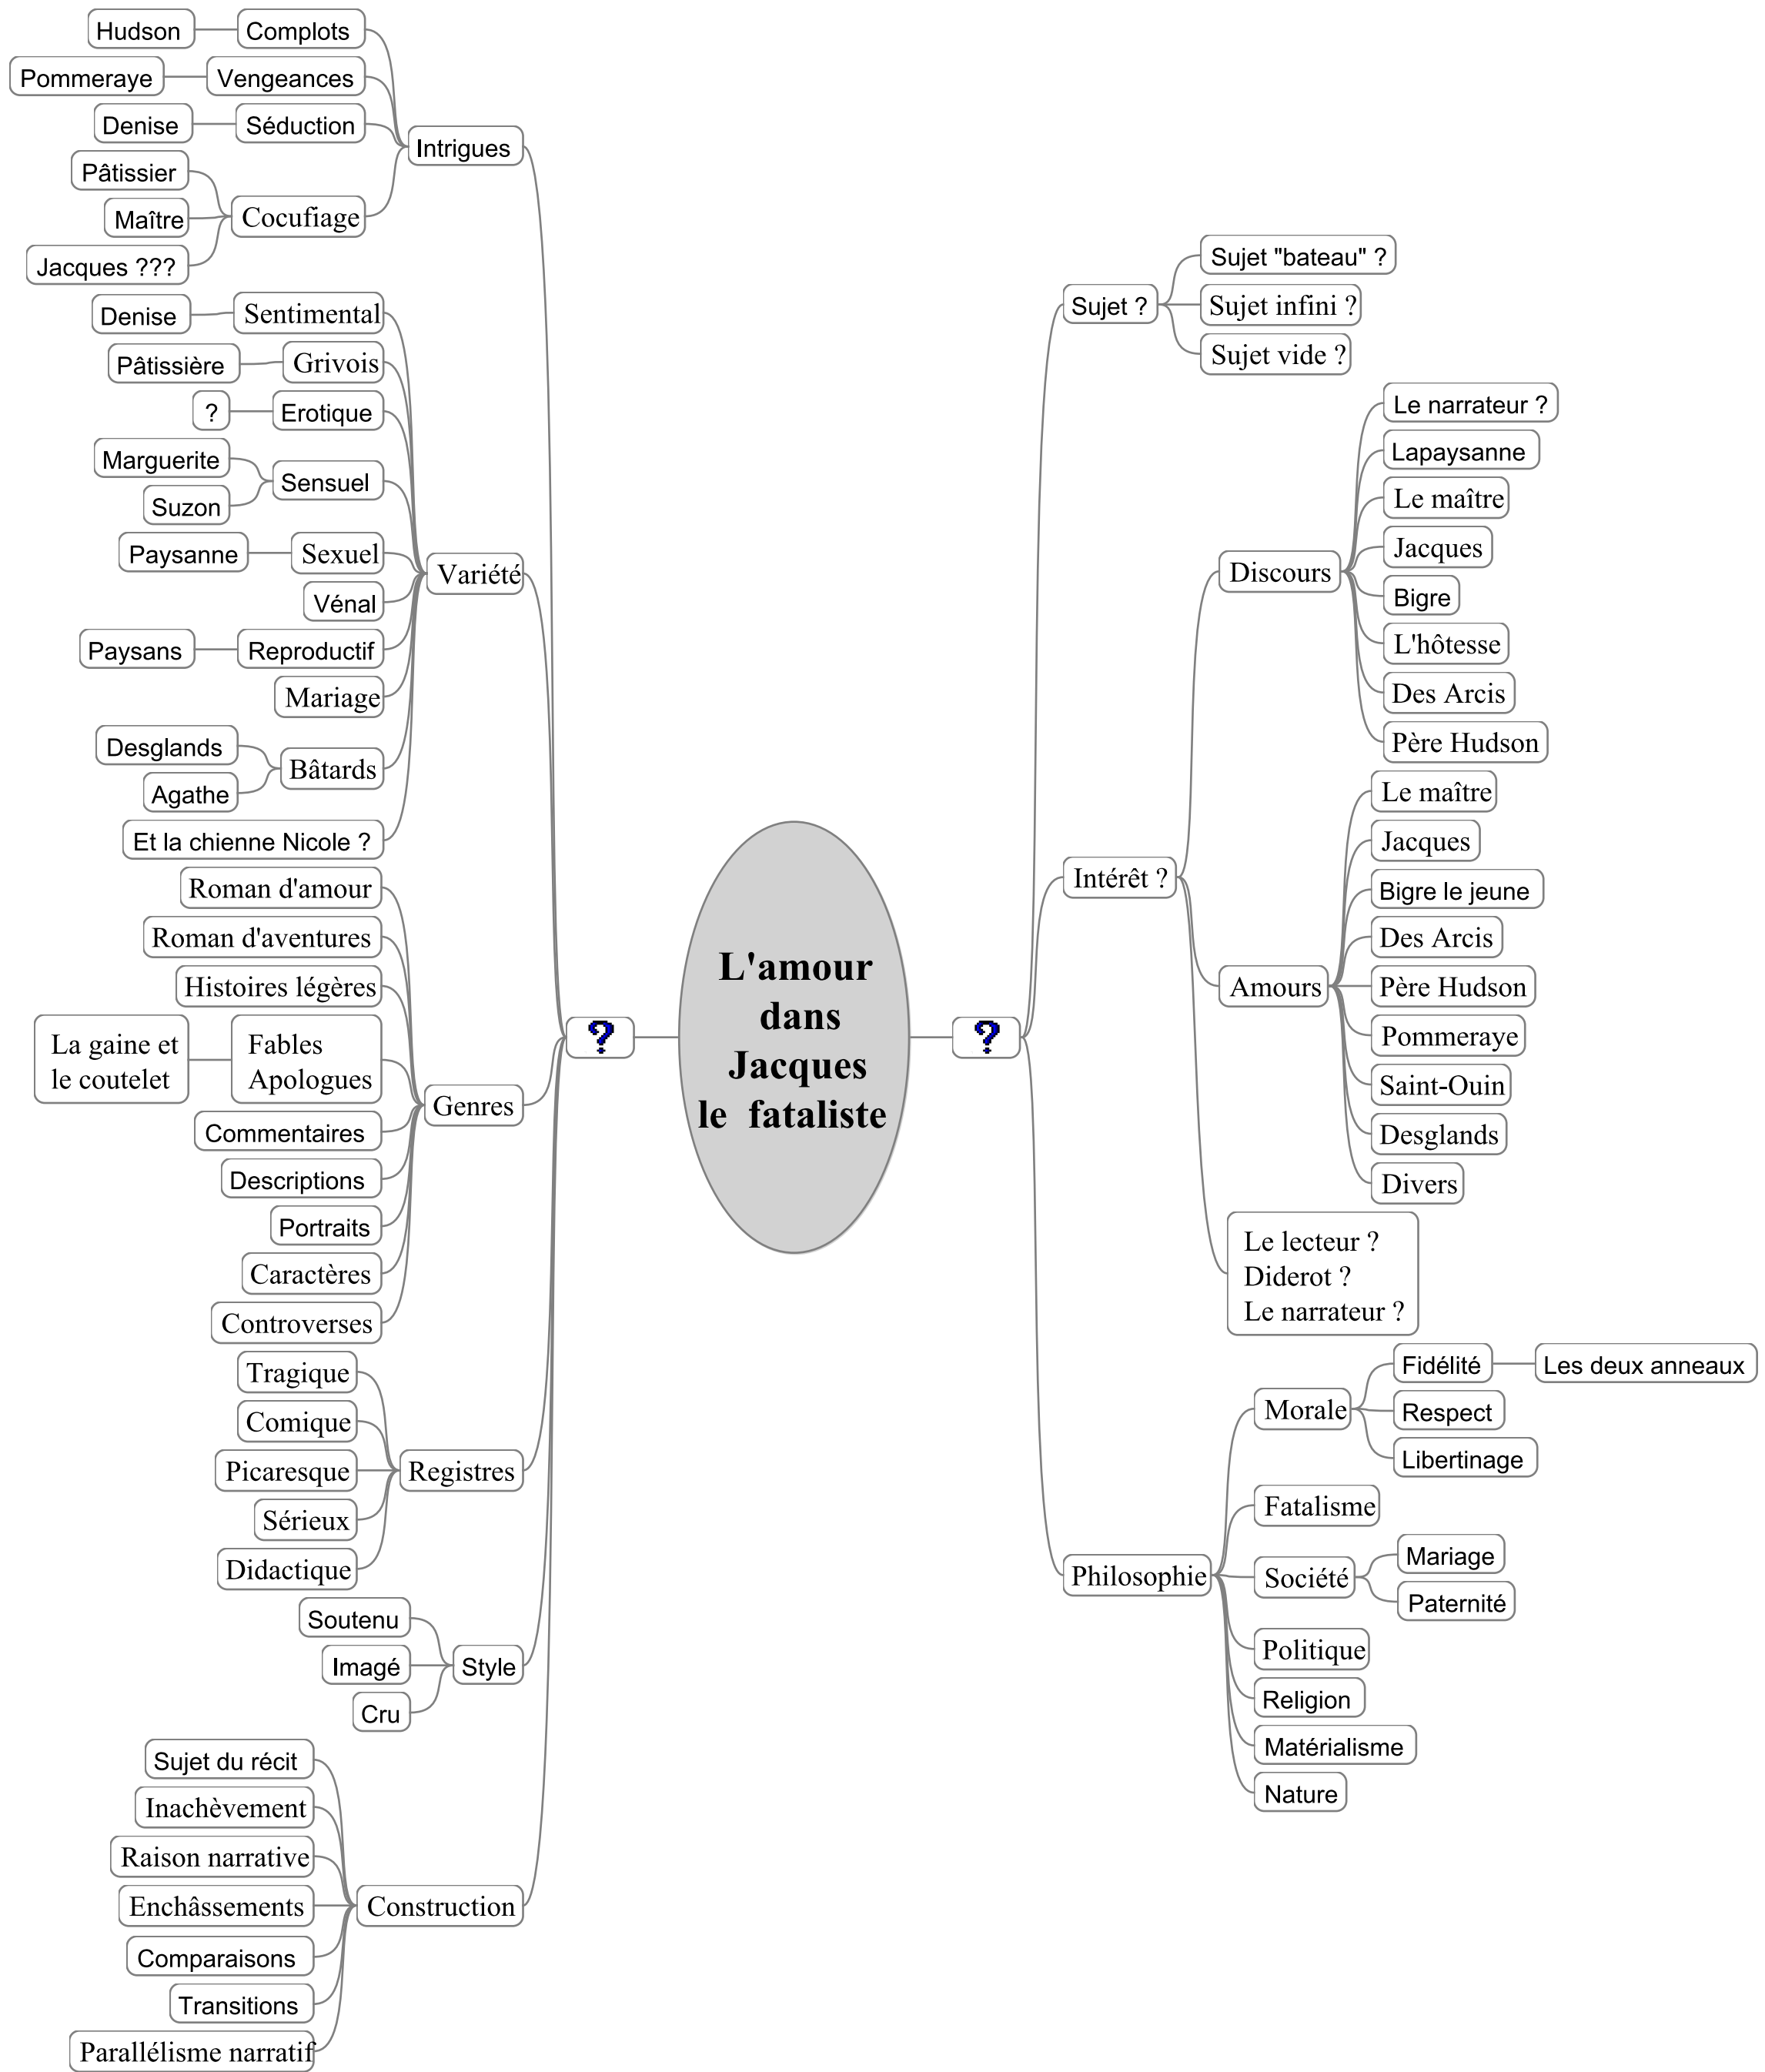 Hudson
Complots
Pommeraye
Vengeances
Denise
Séduction
Intrigues
Pâtissier
Maître
Cocufiage
Jacques ???
Denise
Sentimental
Pâtissière
Grivois
?
Erotique
Marguerite
Sensuel
Suzon
Paysanne
Sexuel
Variété
Vénal
Paysans
Reproductif
Mariage
Desglands
Bâtards
Agathe
Et la chienne Nicole ?
Roman d'amour
Roman d'aventures
Histoires légères
La gaine et
le coutelet
Fables
Apologues
Genres
Commentaires
Descriptions
Portraits
Caractères
Controverses
Tragique
Comique
Picaresque
Registres
Sérieux
Didactique
Soutenu
Imagé
Style
Cru
Sujet du récit
Inachèvement
Raison narrative
Enchâssements
Construction
Comparaisons
Transitions
Parallélisme narratif
?
L'amour
dans
Jacques
le fataliste
?
Sujet ?
Sujet "bateau" ?
Sujet infini ?
Sujet vide ?
Intérêt ?
Discours
Le narrateur ?
Lapaysanne
Le maître
Jacques
Bigre
L'hôtesse
Des Arcis
Père Hudson
Amours
Le maître
Jacques
Bigre le jeune
Des Arcis
Père Hudson
Pommeraye
Saint-Ouin
Desglands
Divers
Le lecteur ?
Diderot ?
Le narrateur ?
Philosophie
Morale
Fidélité
Les deux anneaux
Respect
Libertinage
Fatalisme
Société
Mariage
Paternité
Politique
Religion
Matérialisme
Nature